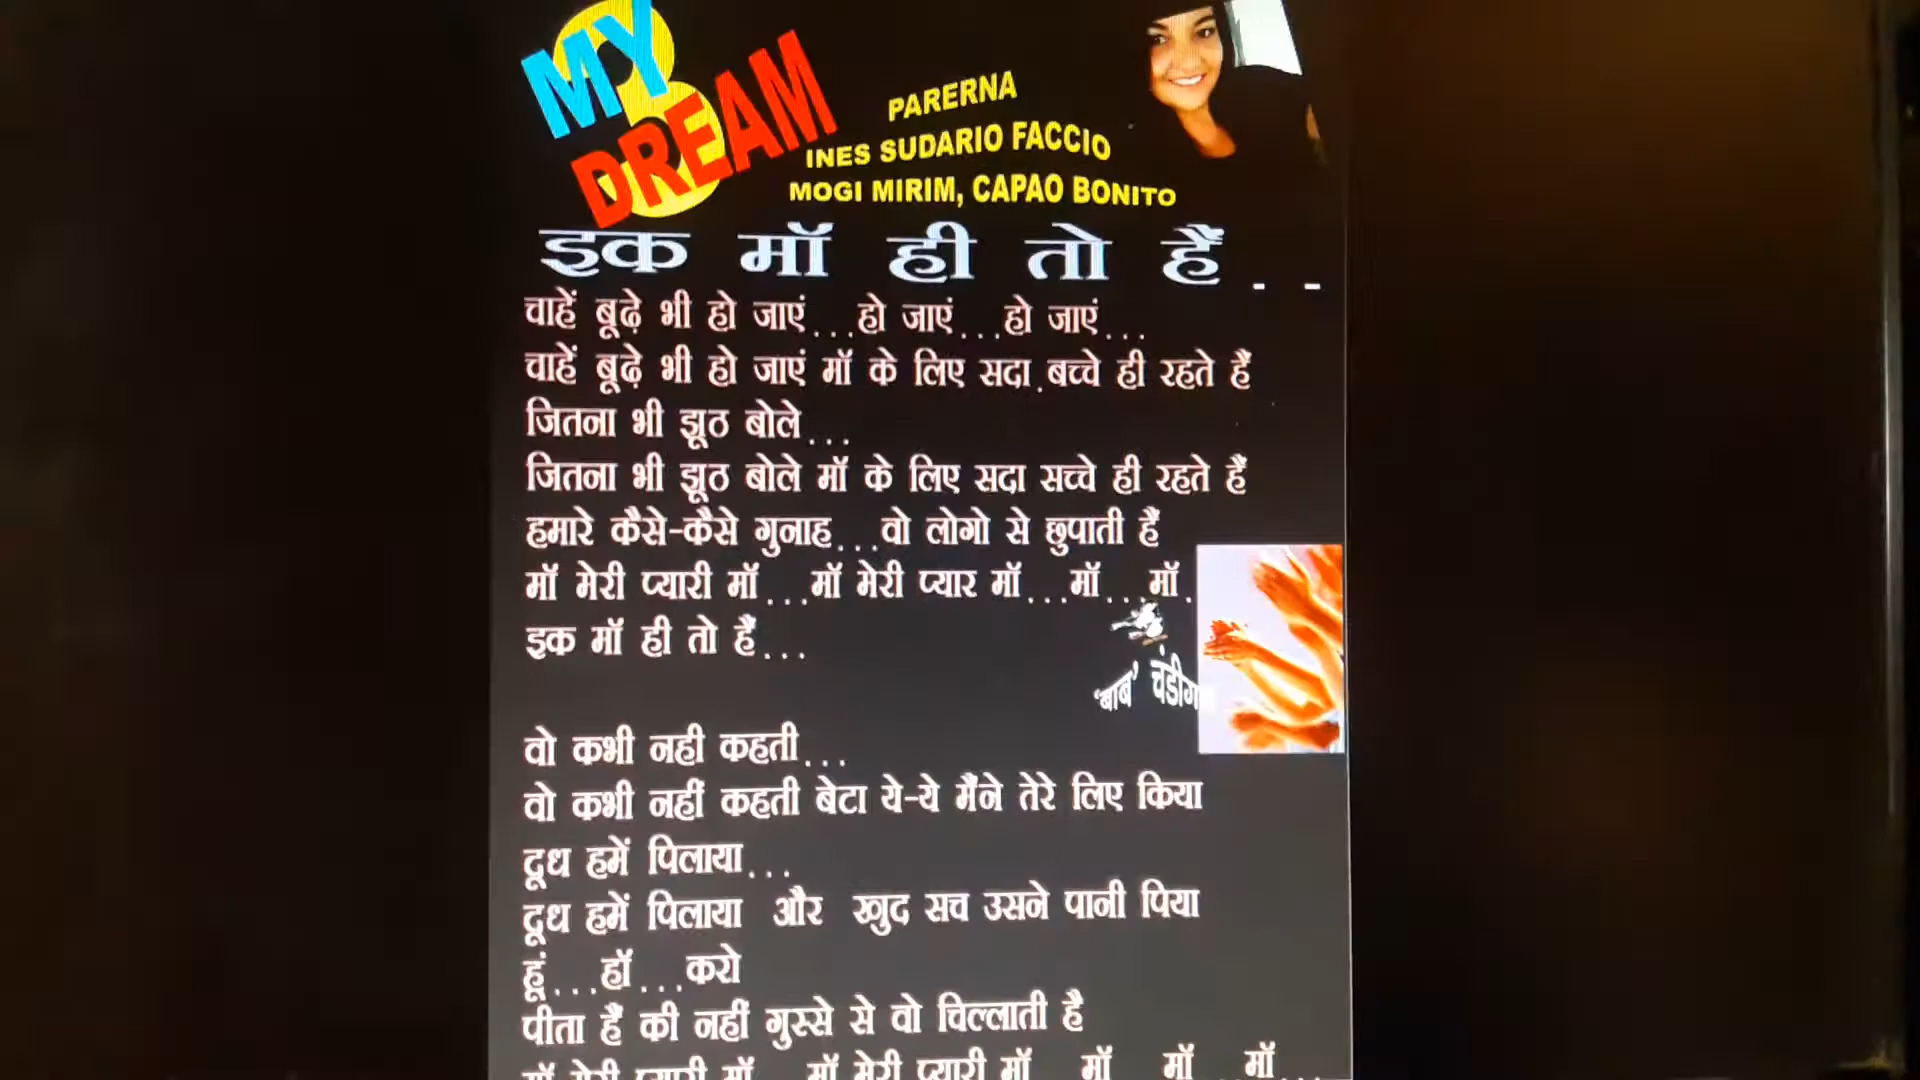 MY
DREAM
8
PARERNA
INES SUDARIO FACCIO
MOGI MIRIM, CAPAO BONITO
इक मॉ ही तो हैं..
चाहें बूढ़े भी हो जाएं...हो जाएं...हो जाएं...
चाहें बूढ़े भी हो जाएं मॉ के लिए सदा.बच्चे ही रहते हैं
जितना भी झूठ बोले...
जितना भी झूठ बोले मॉ के लिए सदा सच्चे ही रहते हैं
हमारे कैसे-कैसे गुनाह...वो लोगो से छुपाती हैं
मॉ मेरी प्यारी मॉ...मॉ मेरी प्यार मॉ...मॉ...मॉ.
इक मॉ ही तो हैं...
'बाब' चंडीग
वो कभी नही कहती...
वो कभी नहीं कहती बेटा ये-ये मैंने तेरे लिए किया
दूध हमें पिलाया...
दूध हमें पिलाया और खुद सच उसने पानी पिया
हूं...हॉ...करो
पीता हैं की नहीं गुस्से से वो चिल्लाती है
मॉ मेरी प्यारी मॉ...मॉ मेरी प्यारी मॉ...मॉ...मॉ...मॉ...